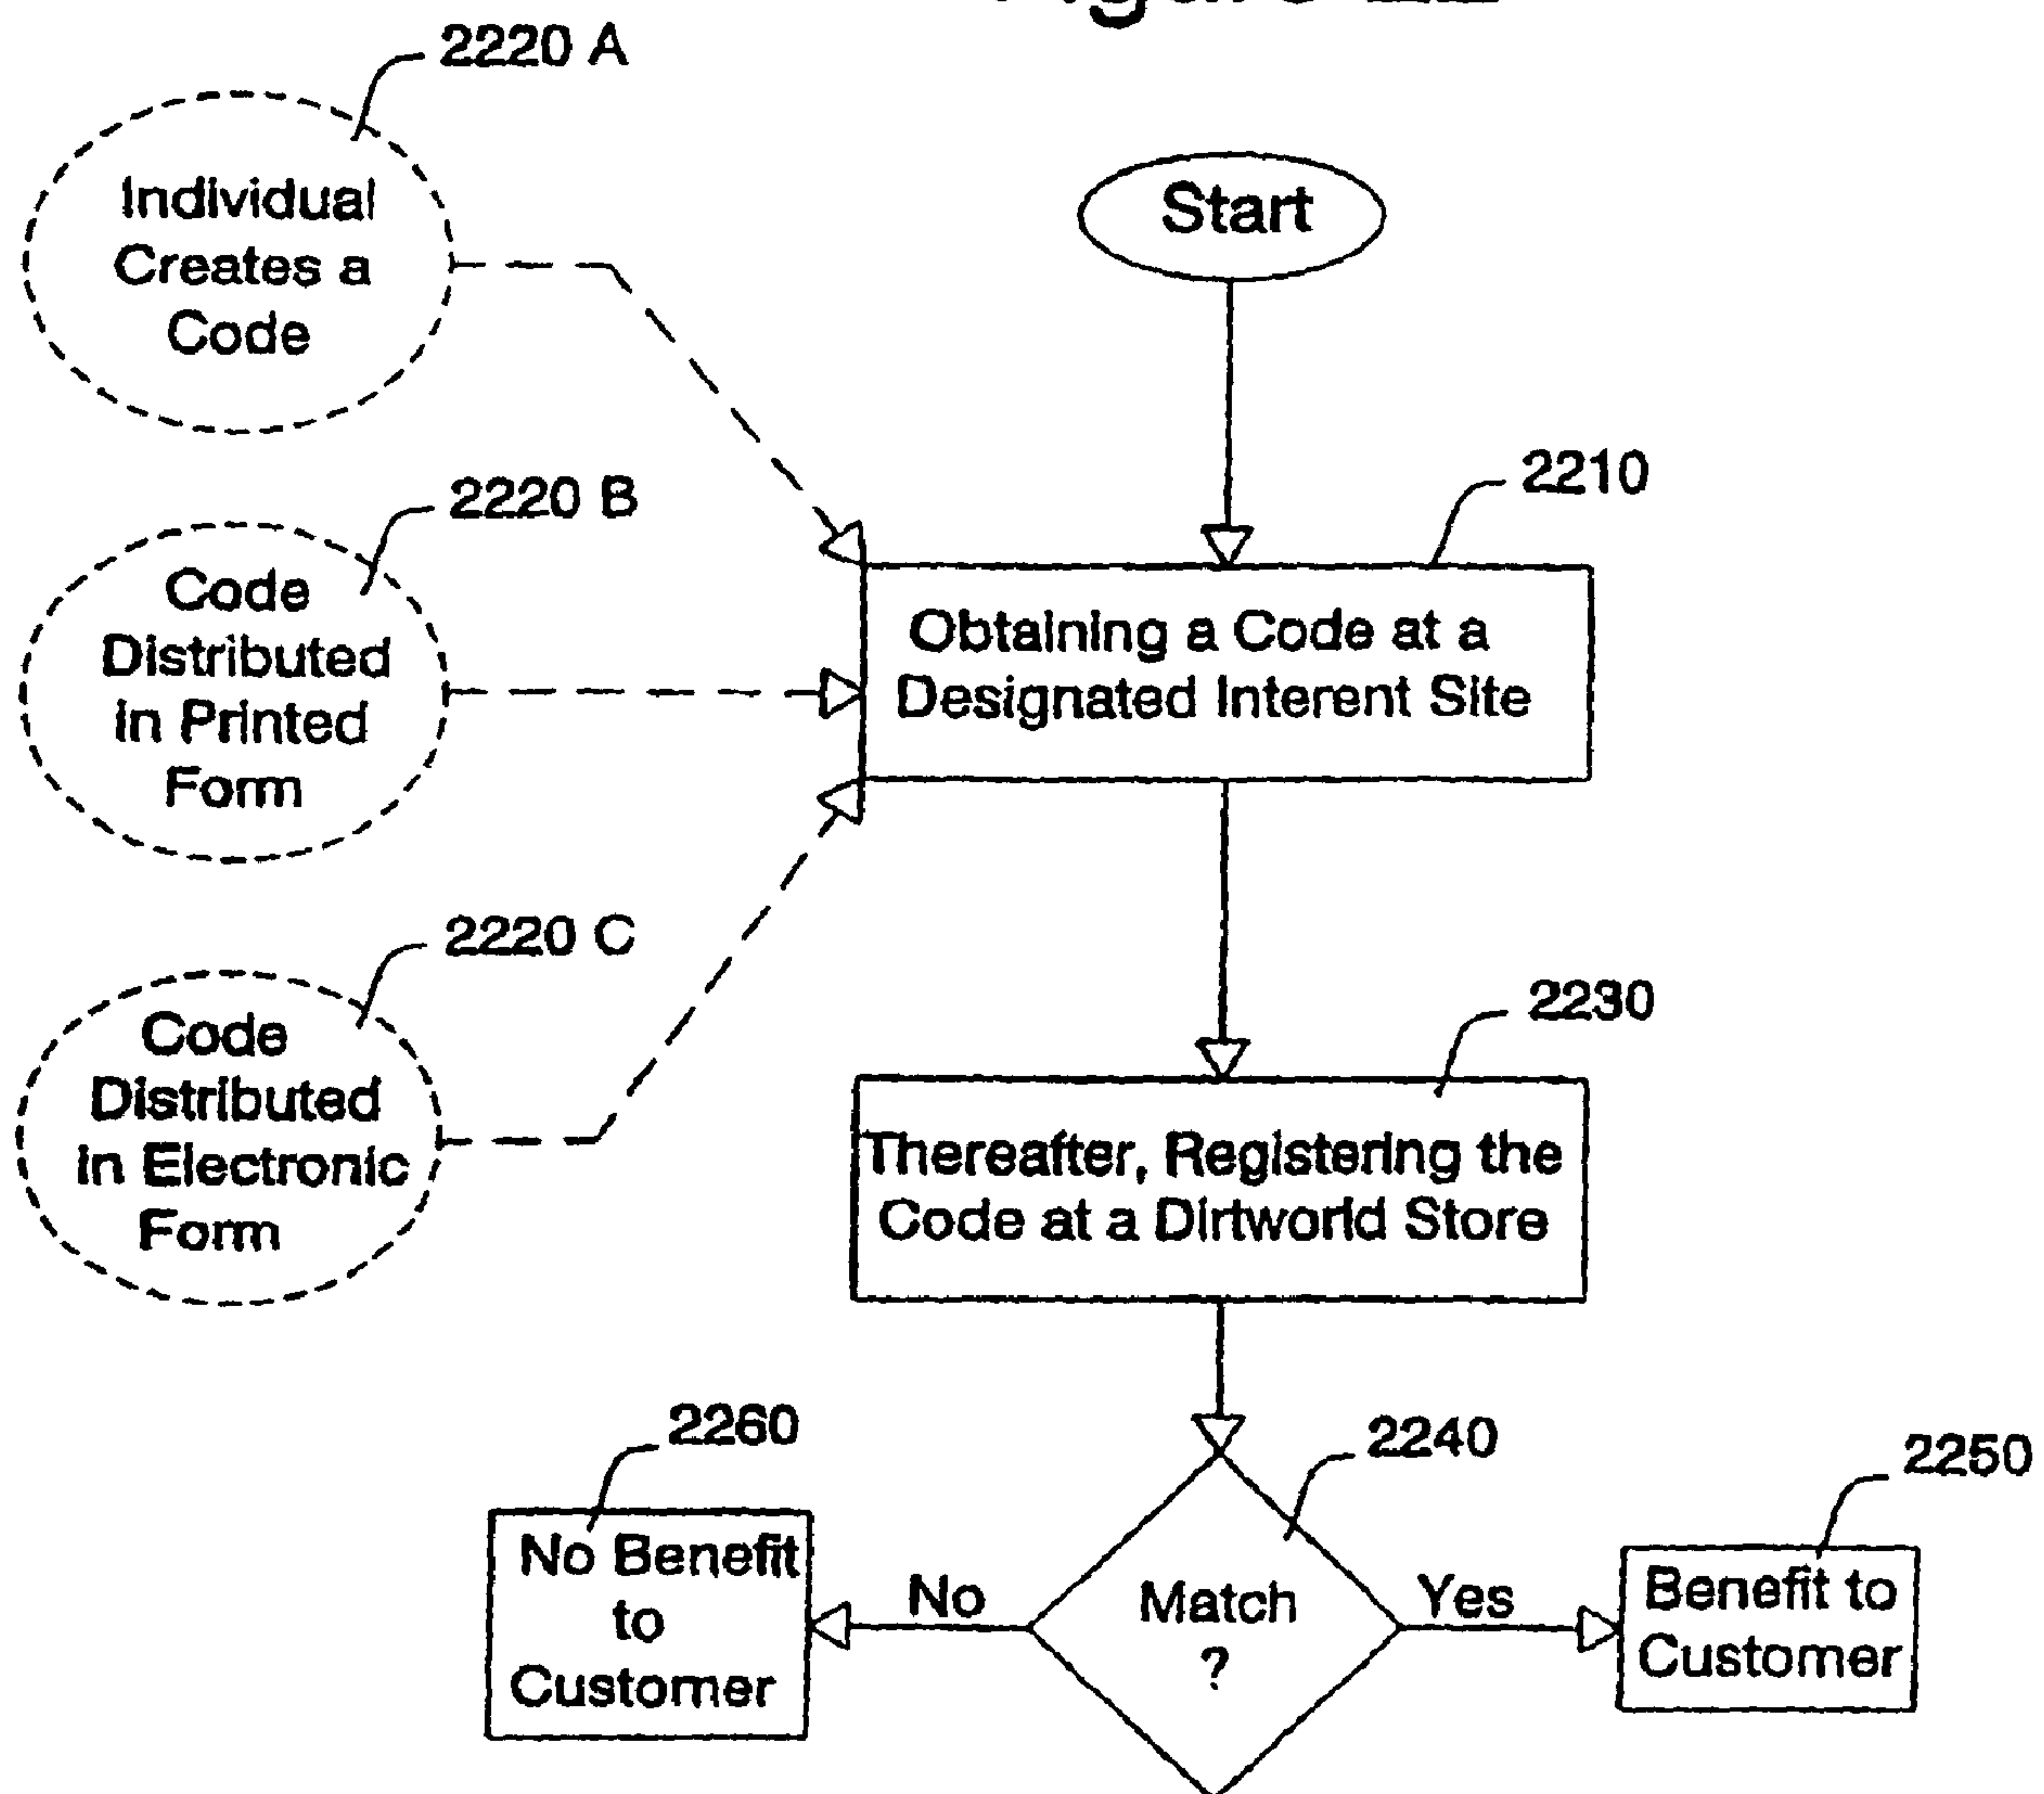 2220 A
Individual
Creates a
Code
Start
2220 B
Code
Distributed
in Printed
Form
2210
Obtaining a Code at a
Designated Interent Site
2220 C
Code
Distributed
in Electronic
Form
2230
Thereafter, Registering the
Code at a Dirtworld Store
2260
No Benefit
to
Customer
No
2240
Match
?
Yes
2250
Benefit to
Customer